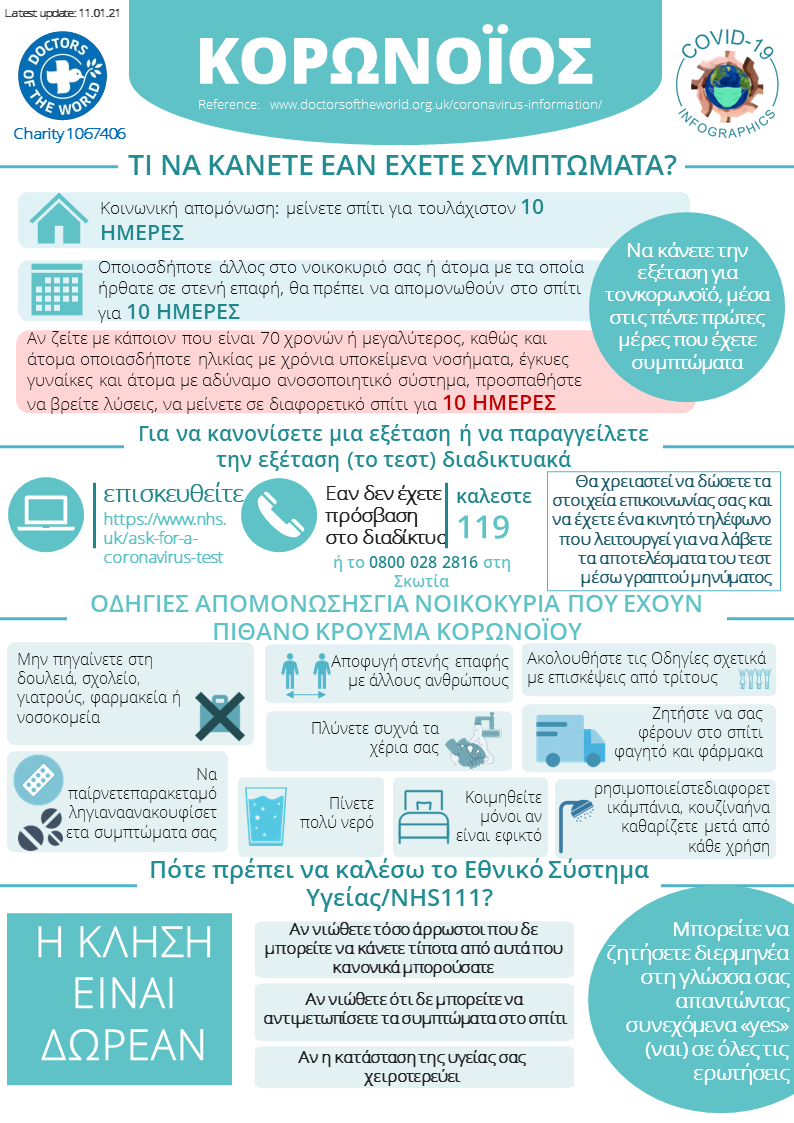 Latest update: 11.01.21
DOCTORS OF THE WORLD
Charity 1067406
ΚΟΡΩΝΟΪΟΣ
Reference: www.doctorsoftheworld.org.uk/coronavirus-information/
COVID-19
INFOGRAPHICS
ΤΙ ΝΑ ΚΑΝΕΤΕ ΕΑΝ ΕΧΕΤΕ ΣΥΜΠΤΩΜΑΤΑ?
Κοινωνική απομόνωση: μείνετε σπίτι για τουλάχιστον 10
ΗΜΕΡΕΣ
Οποιοσδήποτε άλλος στο νοικοκυριό σας ή άτομα με τα οποία
ήρθατε σε στενή επαφή, θα πρέπει να απομονωθούν στο σπίτι
για 10 ΗΜΕΡΕΣ
Αν ζείτε με κάποιον που είναι 70 χρονών ή μεγαλύτερος, καθώς και
άτομα οποιασδήποτε ηλικίας με χρόνια υποκείμενα νοσήματα, έγκυες
γυναίκες και άτομα με αδύναμο ανοσοποιητικό σύστημα, προσπαθήστε
να βρείτε λύσεις, να μείνετε σε διαφορετικό σπίτι για 10 ΗΜΕΡΕΣ
Να κάνετε την
εξέταση για
τονκορωνοϊό, μέσα
στις πέντε πρώτες
μέρες που έχετε
συμπτώματα
Για να κανονίσετε μια εξέταση ή να παραγγείλετε
την εξέταση (το τεστ) διαδικτυακά
επισκευθείτε
https://www.nhs.
uk/ask-for-a-
coronavirus-test
Εαν δεν έχετε
πρόσβαση
στο διαδίκτυο
καλεστε
119
ή το 0800 028 2816 στη
Σκωτία
Θα χρειαστεί να δώσετε τα
στοιχεία επικοινωνίας σας και
να έχετε ένα κινητό τηλέφωνο
που λειτουργεί για να λάβετε
τα αποτελέσματα του τεστ
μέσω γραπτού μηνύματος
ΟΔΗΓΙΕΣ ΑΠΟΜΟΝΩΣΗΣΓΙΑ ΝΟΙΚΟΚΥΡΙΑ ΠΟΥ ΕΧΟΥΝ
ΠΙΘΑΝΟ ΚΡΟΥΣΜΑ ΚΟΡΩΝΟΪΟΥ
Μην πηγαίνετε στη
δουλειά, σχολείο,
γιατρούς, φαρμακεία ή
νοσοκομεία
Αποφυγή στενής επαφής
με άλλους ανθρώπους
Ακολουθήστε τις Οδηγίες σχετικά
με επισκέψεις από τρίτους
Πλύνετε συχνά τα
χέρια σας
Ζητήστε να σας
φέρουν στο σπίτι
φαγητό και φάρμακα
Να
παίρνετεπαρακεταμό
ληγιαναανακουφίσετ
ετα συμπτώματα σας
Πίνετε
πολύ νερό
Κοιμηθείτε
μόνοι αν
είναι εφικτό
ρησιμοποιείστεδιαφορετ
ικάμπάνια, κουζίναήνα
καθαρίζετε μετά από
κάθε χρήση
Πότε πρέπει να καλέσω το Εθνικό Σύστημα
Υγείας/NHS111?
Η ΚΛΗΣΗ
ΕΙΝΑΙ
ΔΩΡΕΑΝ
Αν νιώθετε τόσο άρρωστοι που δε
μπορείτε να κάνετε τίποτα από αυτά που
κανονικά μπορούσατε
Αν νιώθετε ότι δε μπορείτε να
αντιμετωπίσετε τα συμπτώματα στο σπίτι
Αν η κατάσταση της υγείας σας
χειροτερεύει
Μπορείτε να
ζητήσετε διερμηνέα
στη γλώσσα σας
απαντώντας
συνεχόμενα «yes»
(ναι) σε όλες τις
ερωτήσεις